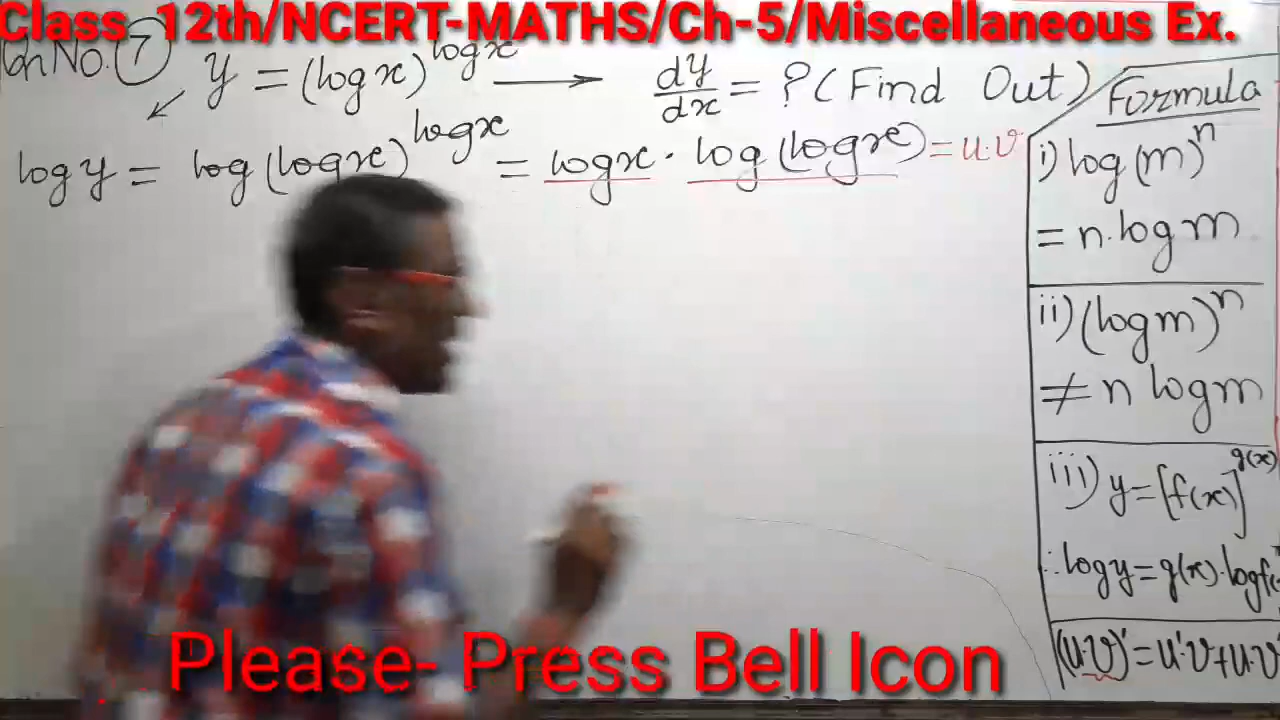 Class 12th/NCERT-MATHS/Ch-5/Miscellaneous Ex.
No. 7 y = (log x)^log x → dy/dx = ? (Find Out)
log y = log (log x)^log x = log x · log (log x) = u.v
Formula
i) log (m)^n
= n.log m
ii) (log m)^n
≠ n log m
iii) y = [f(x)]^g(x)
∴ log y = g(x) · log f(
(u.v)' = u'.v + u.v'
Please- Press Bell Icon